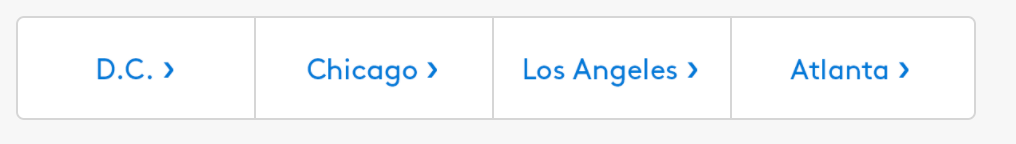 D.C. › Chicago › Los Angeles › Atlanta ›